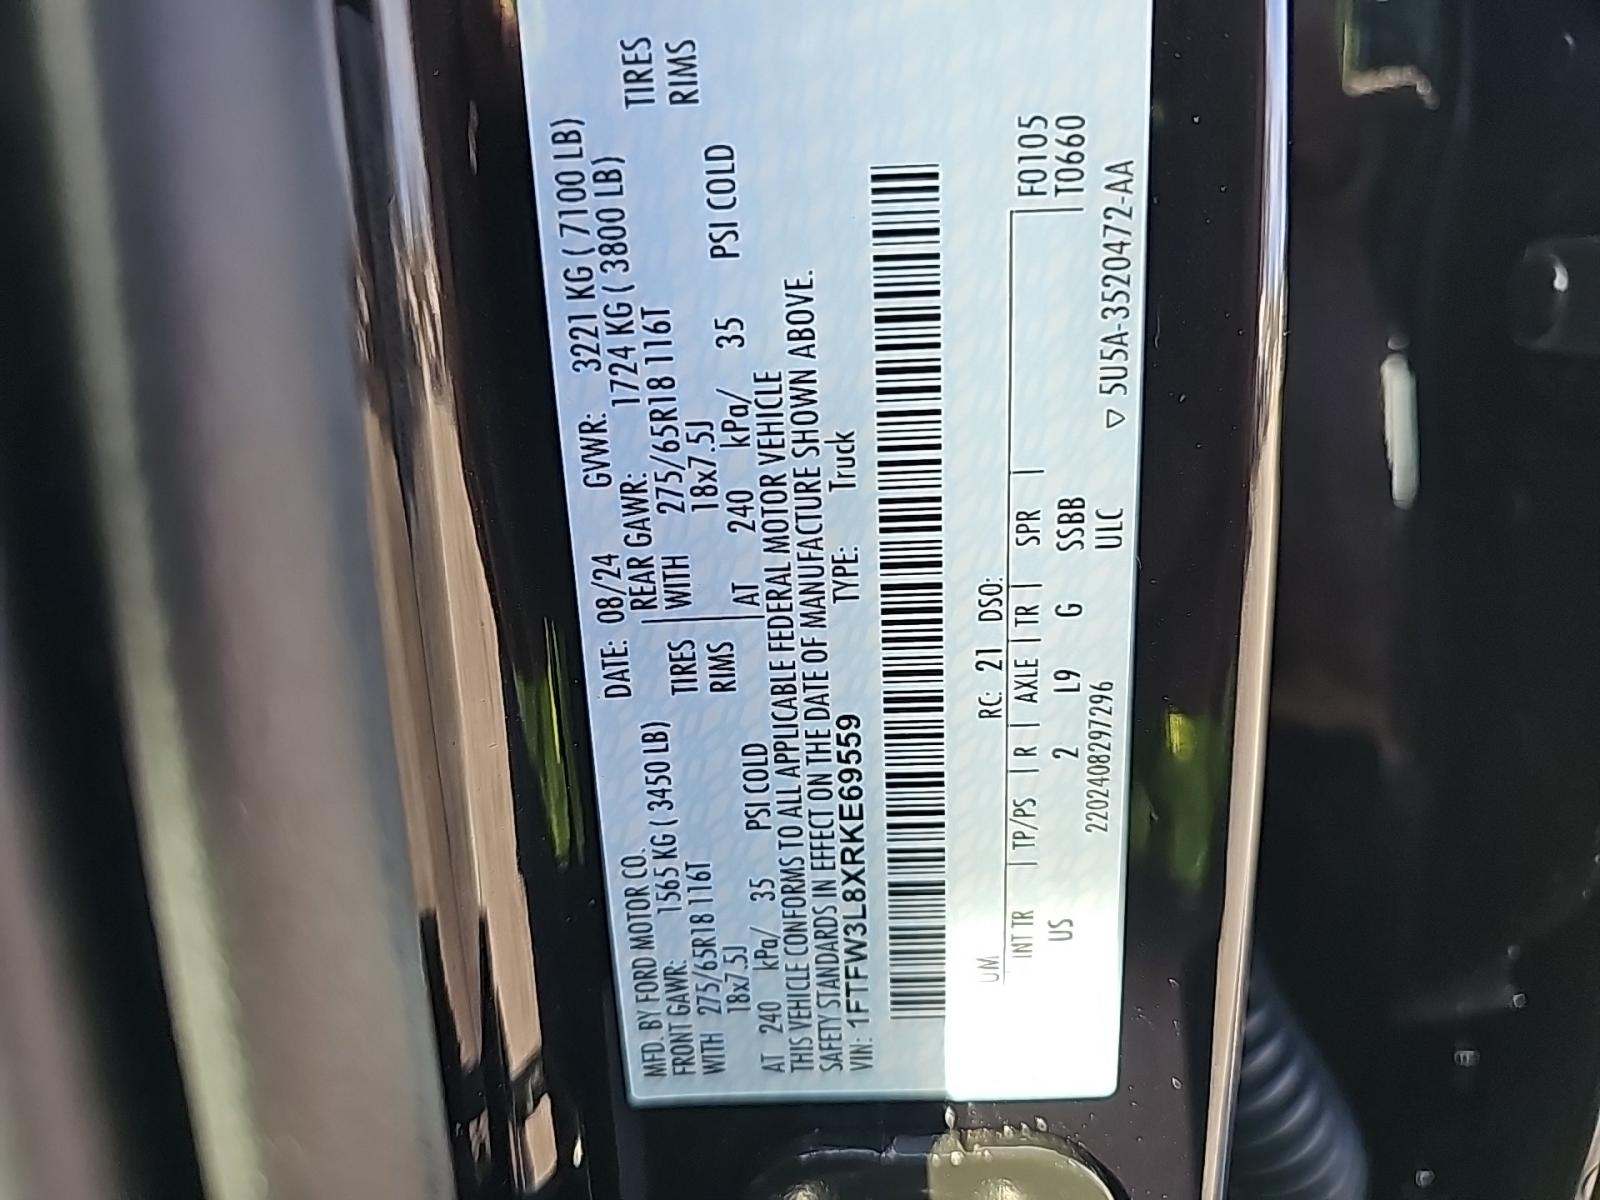 MFD. BY FORD MOTOR CO. DATE: 08/24 GVWR: 3221 KG ( 7100 LB)
FRONT GAWR: 1565 KG ( 3450 LB) REAR GAWR: 1724 KG ( 3800 LB)
WITH 275/65R18 116T TIRES WITH 275/65R18 116T TIRES
18x7.5J RIMS 18x7.5J RIMS
AT 240 kPa/ 35 PSI COLD AT 240 kPa/ 35 PSI COLD
THIS VEHICLE CONFORMS TO ALL APPLICABLE FEDERAL MOTOR VEHICLE
SAFETY STANDARDS IN EFFECT ON THE DATE OF MANUFACTURE SHOWN ABOVE.
VIN: 1FTFW3L8XRKE69559 TYPE: Truck
UM RC: 21 DSO:
INT TR | TP/PS | R | AXLE | TR | SPR | F0105
US 2 L9 G SSBB T0660
2202408297296 ULC ▽ 5U5A-3520472-AA